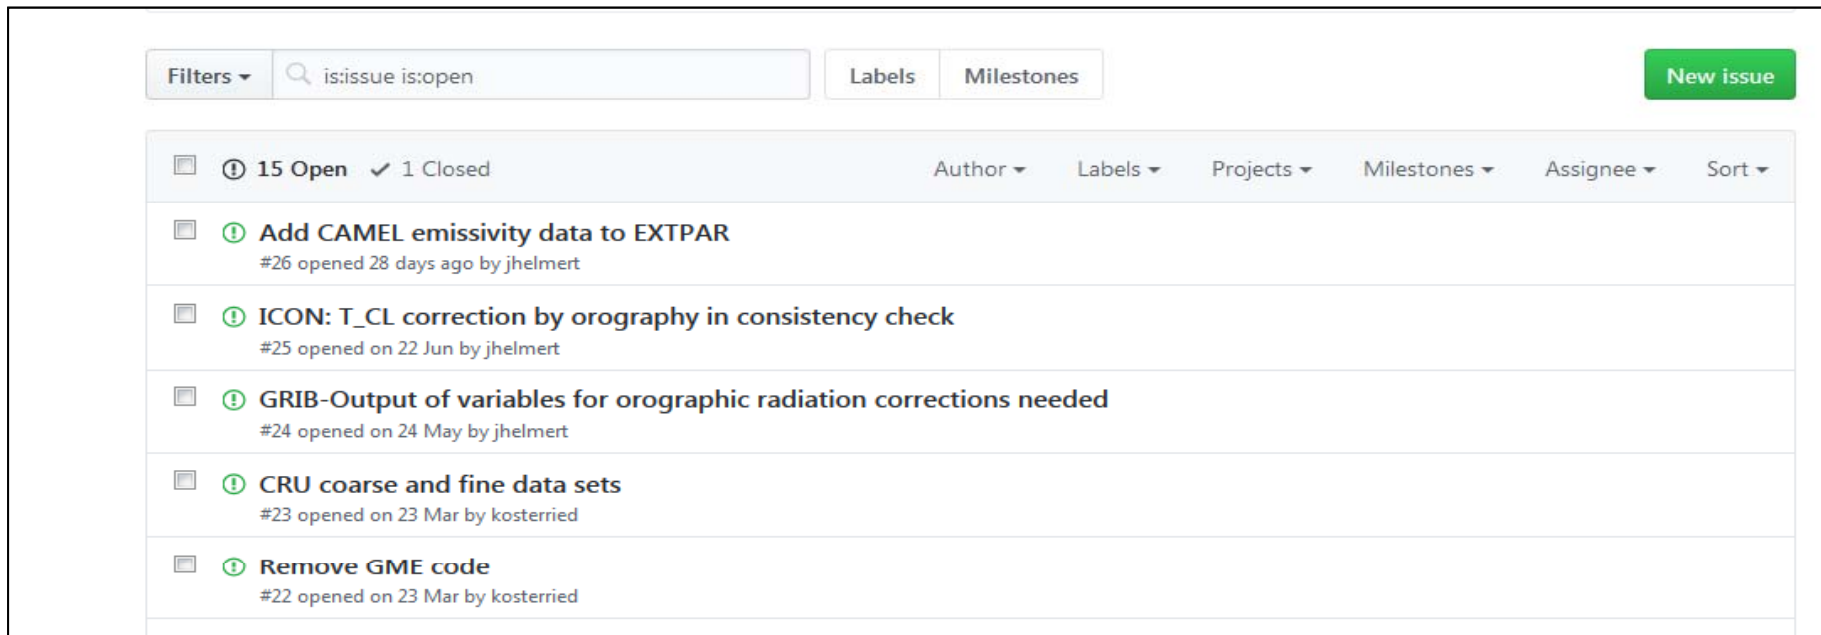 Filters
is:issue is:open
Labels
Milestones
New issue
15 Open
1 Closed
Author
Labels
Projects
Milestones
Assignee
Sort
Add CAMEL emissivity data to EXTPAR
#26 opened 28 days ago by jhelmert
ICON: T_CL correction by orography in consistency check
#25 opened on 22 Jun by jhelmert
GRIB-Output of variables for orographic radiation corrections needed
#24 opened on 24 May by jhelmert
CRU coarse and fine data sets
#23 opened on 23 Mar by kosterried
Remove GME code
#22 opened on 23 Mar by kosterried